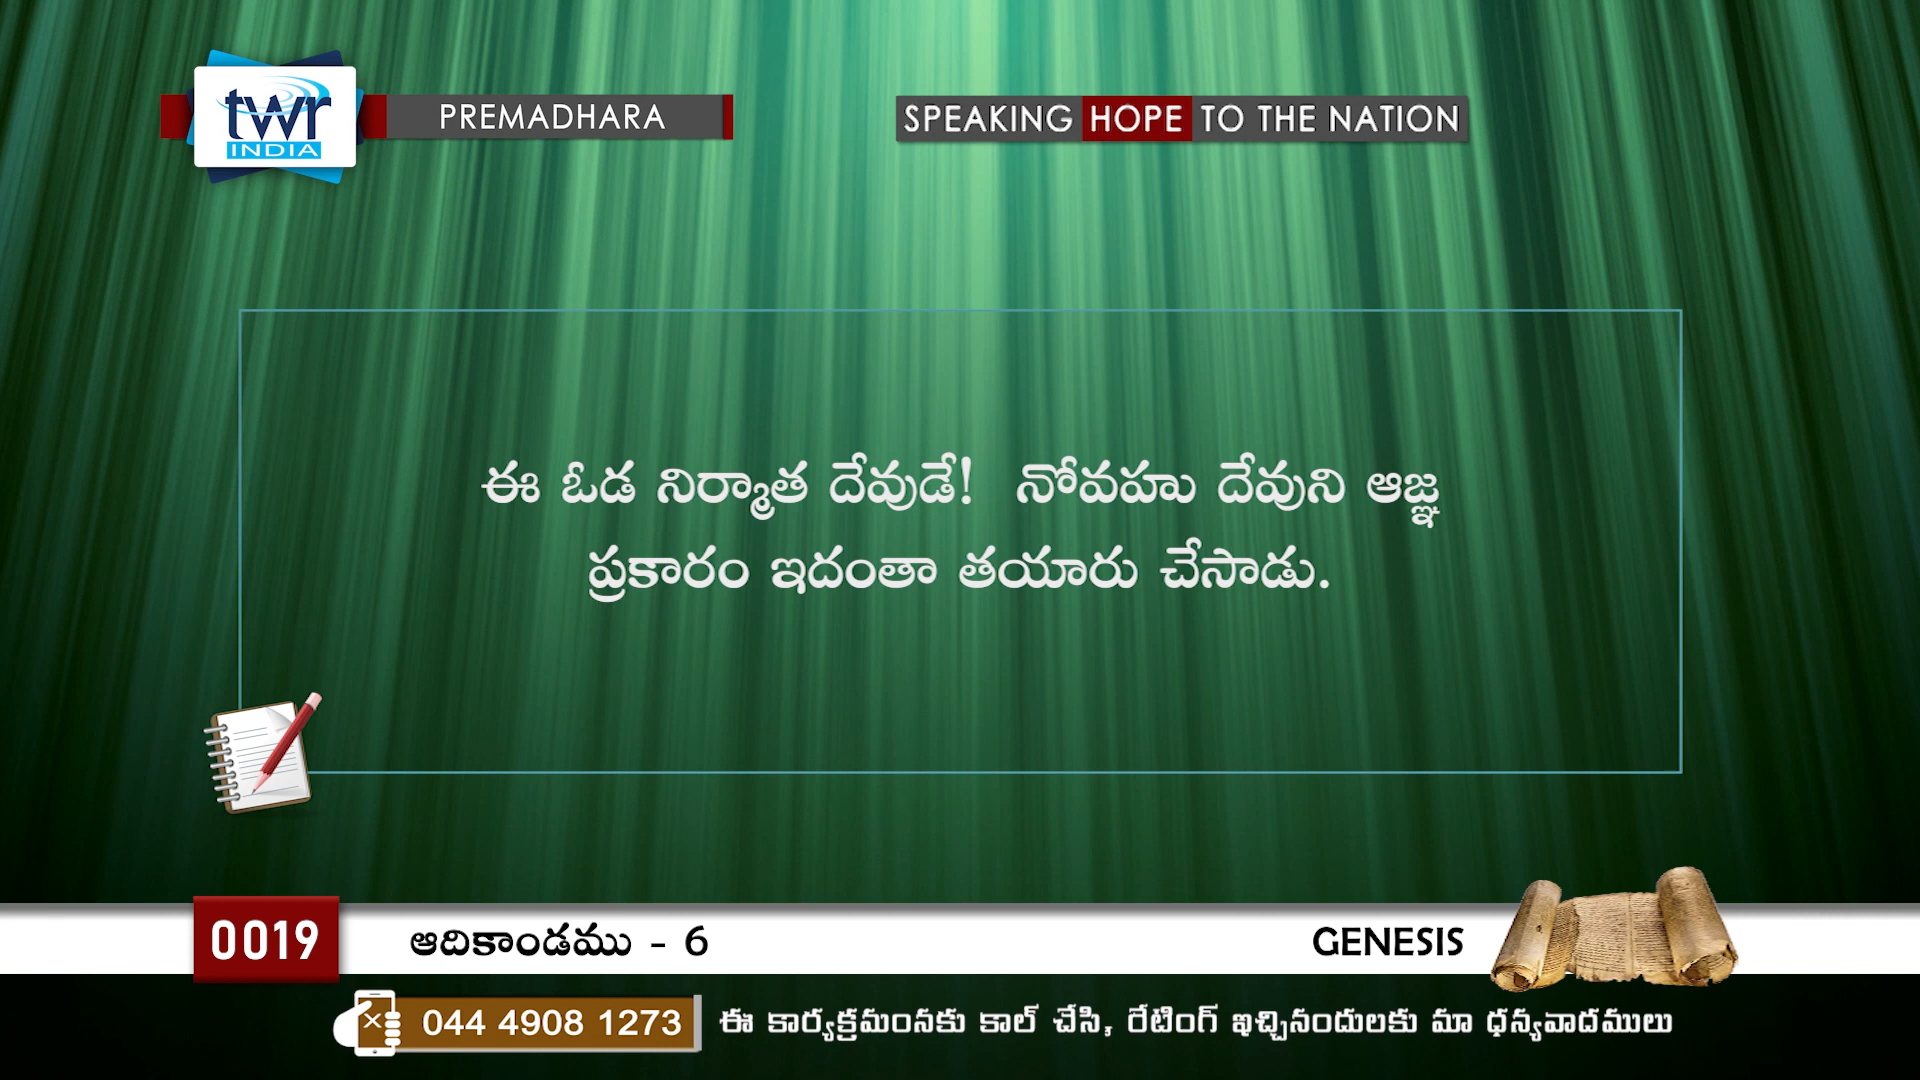 twr
INDIA
PREMADHARA
SPEAKING HOPE TO THE NATION
ఈ ఓడ నిర్మాత దేవుడే! నోవహు దేవుని ఆజ్ఞ
ప్రకారం ఇదంతా తయారు చేసాడు.
0019
ఆదికాండము - 6
GENESIS
044 4908 1273
ఈ కార్యక్రమంనకు కాల్ చేసి, రేటింగ్ ఇచ్చినందులకు మా ధన్యవాదములు